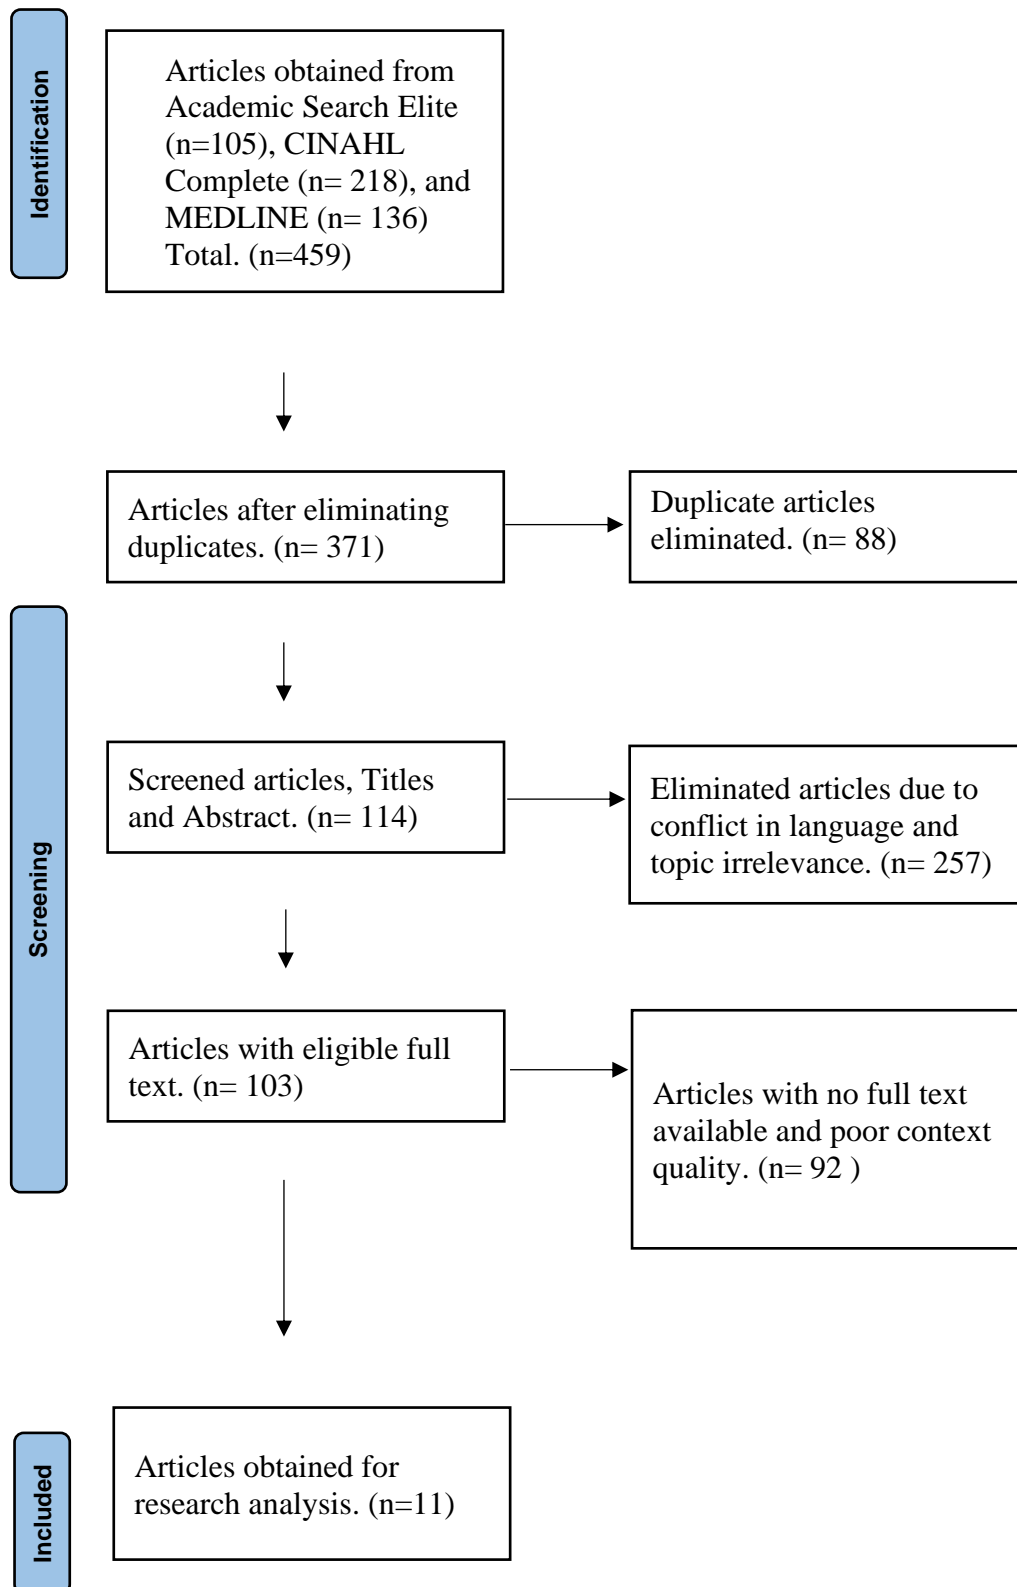 Identification
Articles obtained from
Academic Search Elite
(n=105), CINAHL
Complete (n= 218), and
MEDLINE (n= 136)
Total. (n=459)
Articles after eliminating
duplicates. (n= 371)
Duplicate articles
eliminated. (n= 88)
Screening
Screened articles, Titles
and Abstract. (n= 114)
Eliminated articles due to
conflict in language and
topic irrelevance. (n= 257)
Articles with eligible full
text. (n= 103)
Articles with no full text
available and poor context
quality. (n= 92 )
Included
Articles obtained for
research analysis. (n=11)